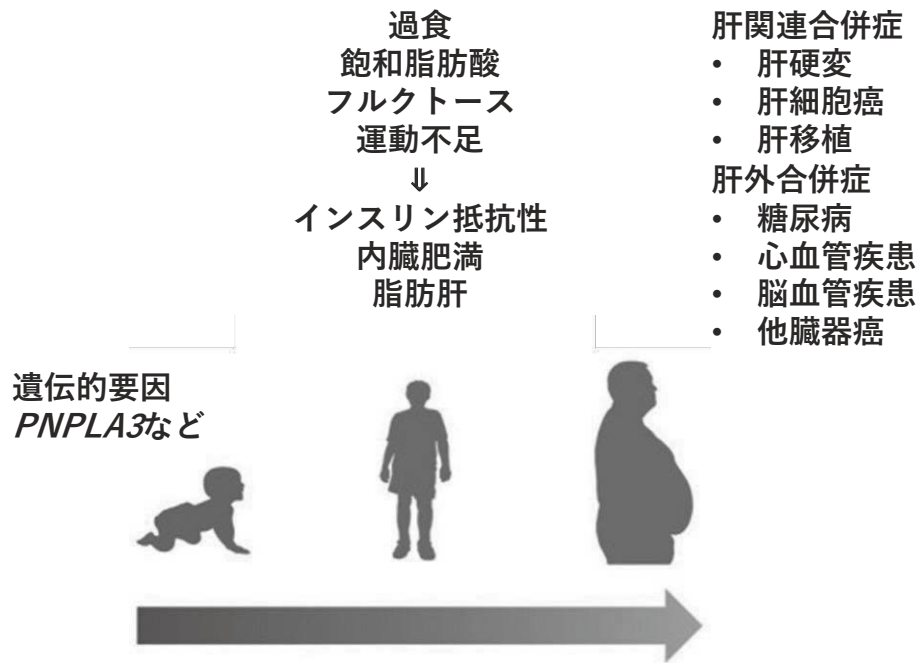 過食
飽和脂肪酸
フルクトース
運動不足
⇓
インスリン抵抗性
内臓肥満
脂肪肝
肝関連合併症
• 肝硬変
• 肝細胞癌
• 肝移植
肝外合併症
• 糖尿病
• 心血管疾患
• 脳血管疾患
• 他臓器癌
遺伝的要因
PNPLA3など